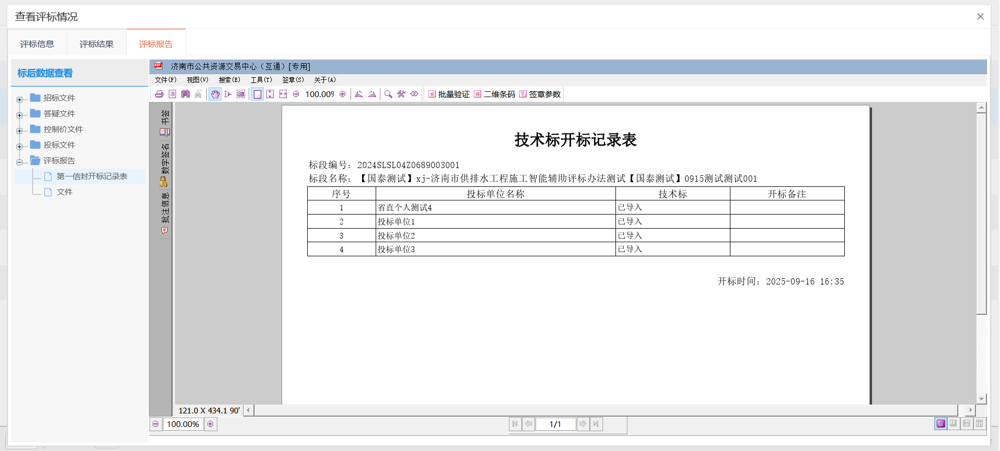 查看评标情况
评标信息 评标结果 评标报告
标后数据查看
招标文件
答疑文件
控制价文件
投标文件
评标报告
第一信封开标记录表
文件
济南市公共资源交易中心（互通）[专用]
文件(F) 视图(V) 搜索(E) 工具(T) 签章(S) 关于(A)
100.00% 批量验证 二维条码 签章参数
书签
数字签名
批注信息
技术标开标记录表
标段编号：2024SLSL04Z0689003001
标段名称：【国泰测试】xj-济南市供排水工程施工智能辅助评标办法测试【国泰测试】0915测试测试001
序号 投标单位名称 技术标 开标备注
1 省直个人测试4 已导入
2 投标单位1 已导入
3 投标单位2 已导入
4 投标单位3 已导入
开标时间：2025-09-16 16:35
121.0 X 434.1 90'
100.00% 1/1